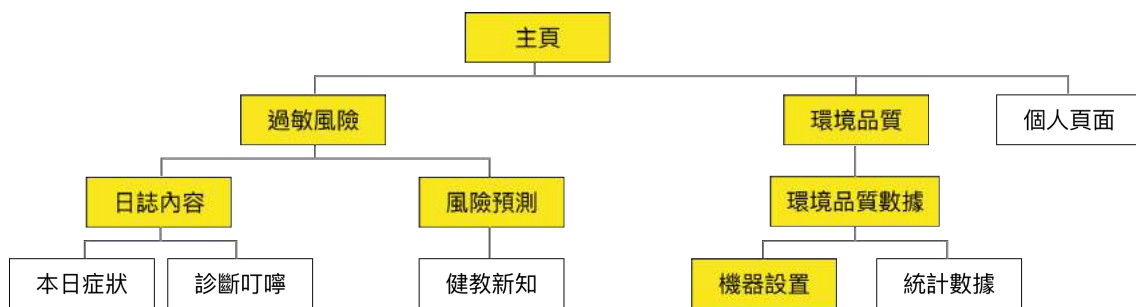 主頁
過敏風險
環境品質
個人頁面
日誌內容
風險預測
環境品質數據
本日症狀
診斷叮嚀
健教新知
機器設置
統計數據